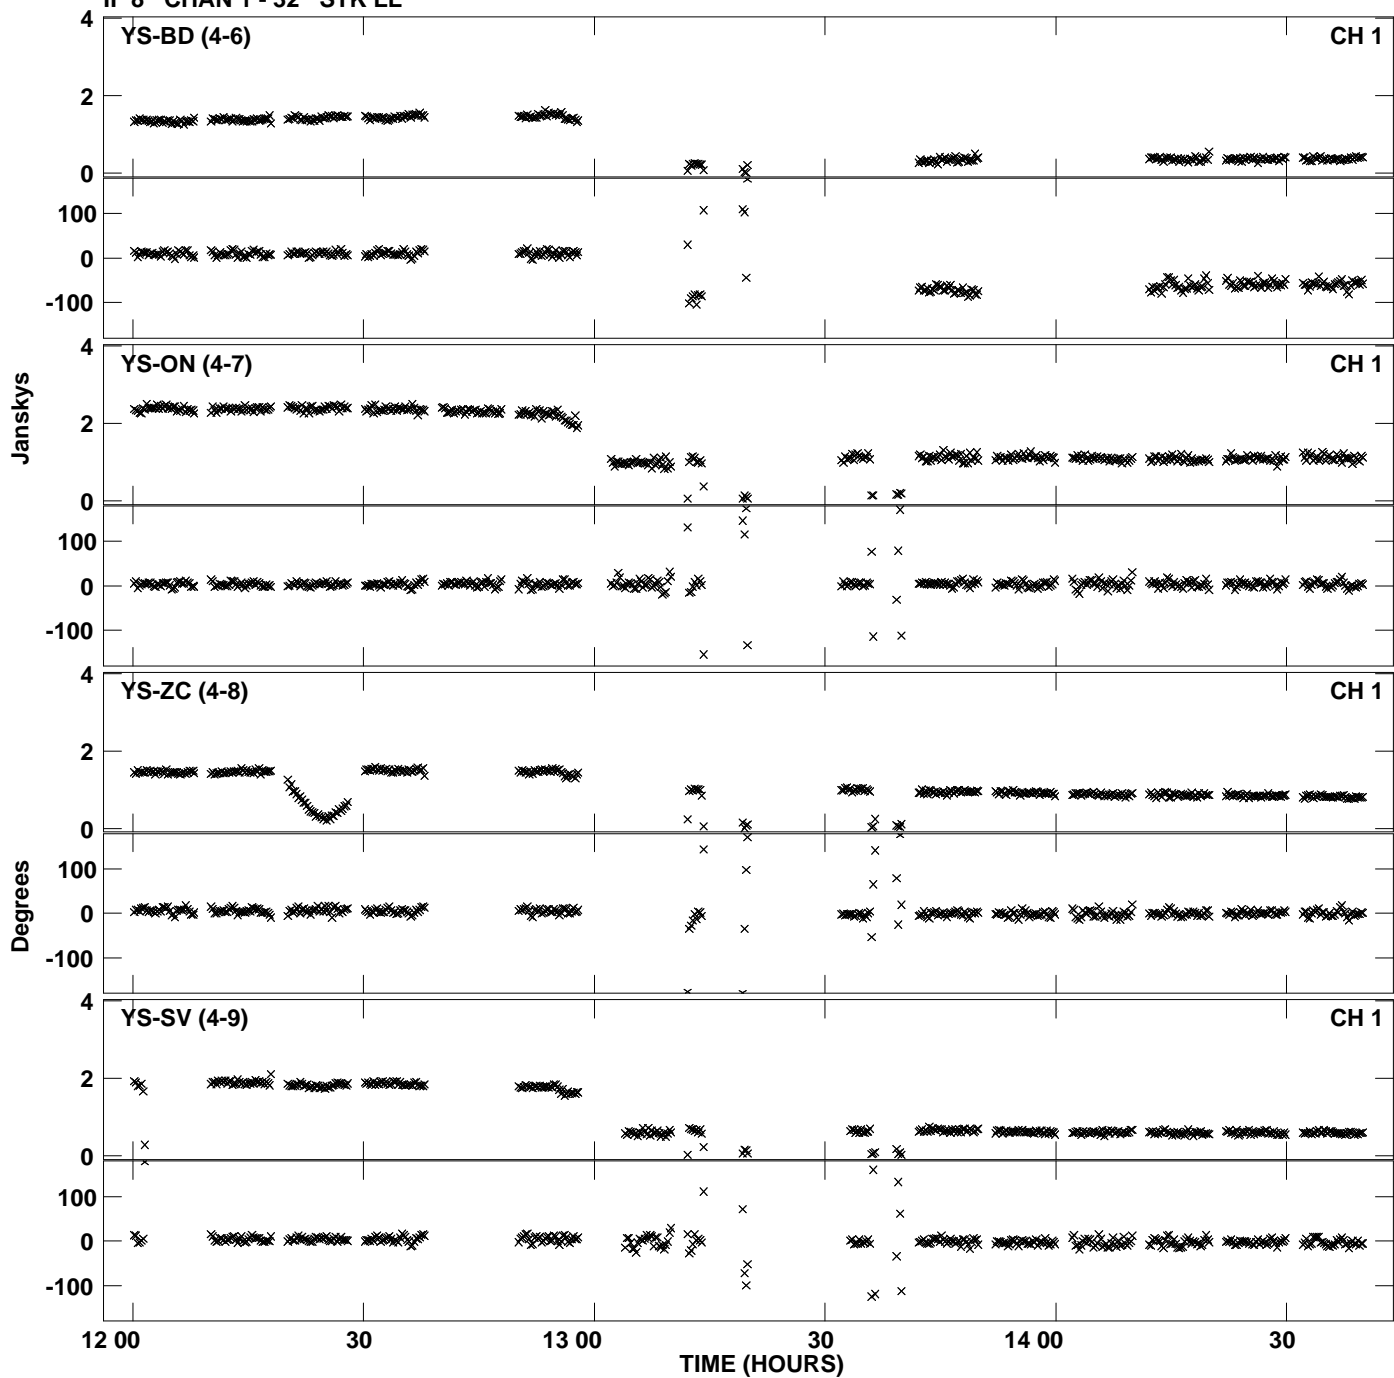 IF 8 CHAN 1 - 32 STK LL
4
YS-BD (4-6) CH 1
2
0
100
0
-100
4
YS-ON (4-7) CH 1
2
0
100
0
-100
Janskys
4
YS-ZC (4-8) CH 1
2
0
100
0
-100
Degrees
4
YS-SV (4-9) CH 1
2
0
100
0
-100
12 00 30 13 00 30 14 00 30
TIME (HOURS)